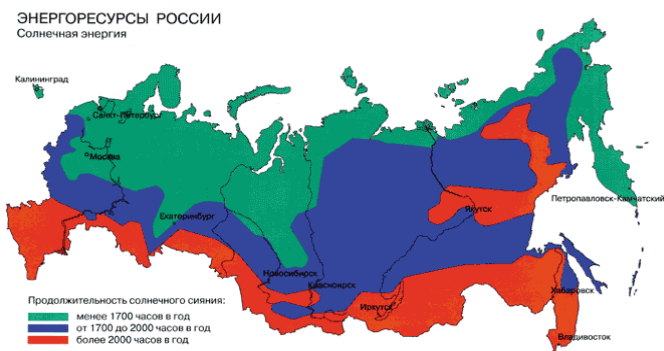 ЭНЕРГОРЕСУРСЫ РОССИИ
Солнечная энергия
Калининград
Санкт-Петербург
Москва
Екатеринбург
Якутск
Петропавловск-Камчатский
Новосибирск
Красноярск
Иркутск
Хабаровск
Владивосток
Продолжительность солнечного сияния:
менее 1700 часов в год
от 1700 до 2000 часов в год
более 2000 часов в год